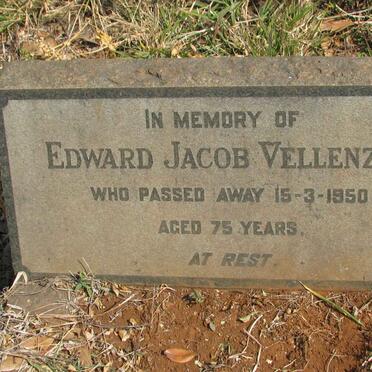 IN MEMORY OF
EDWARD JACOB VELLENZ
WHO PASSED AWAY 15-3-1950
AGED 75 YEARS.
AT REST